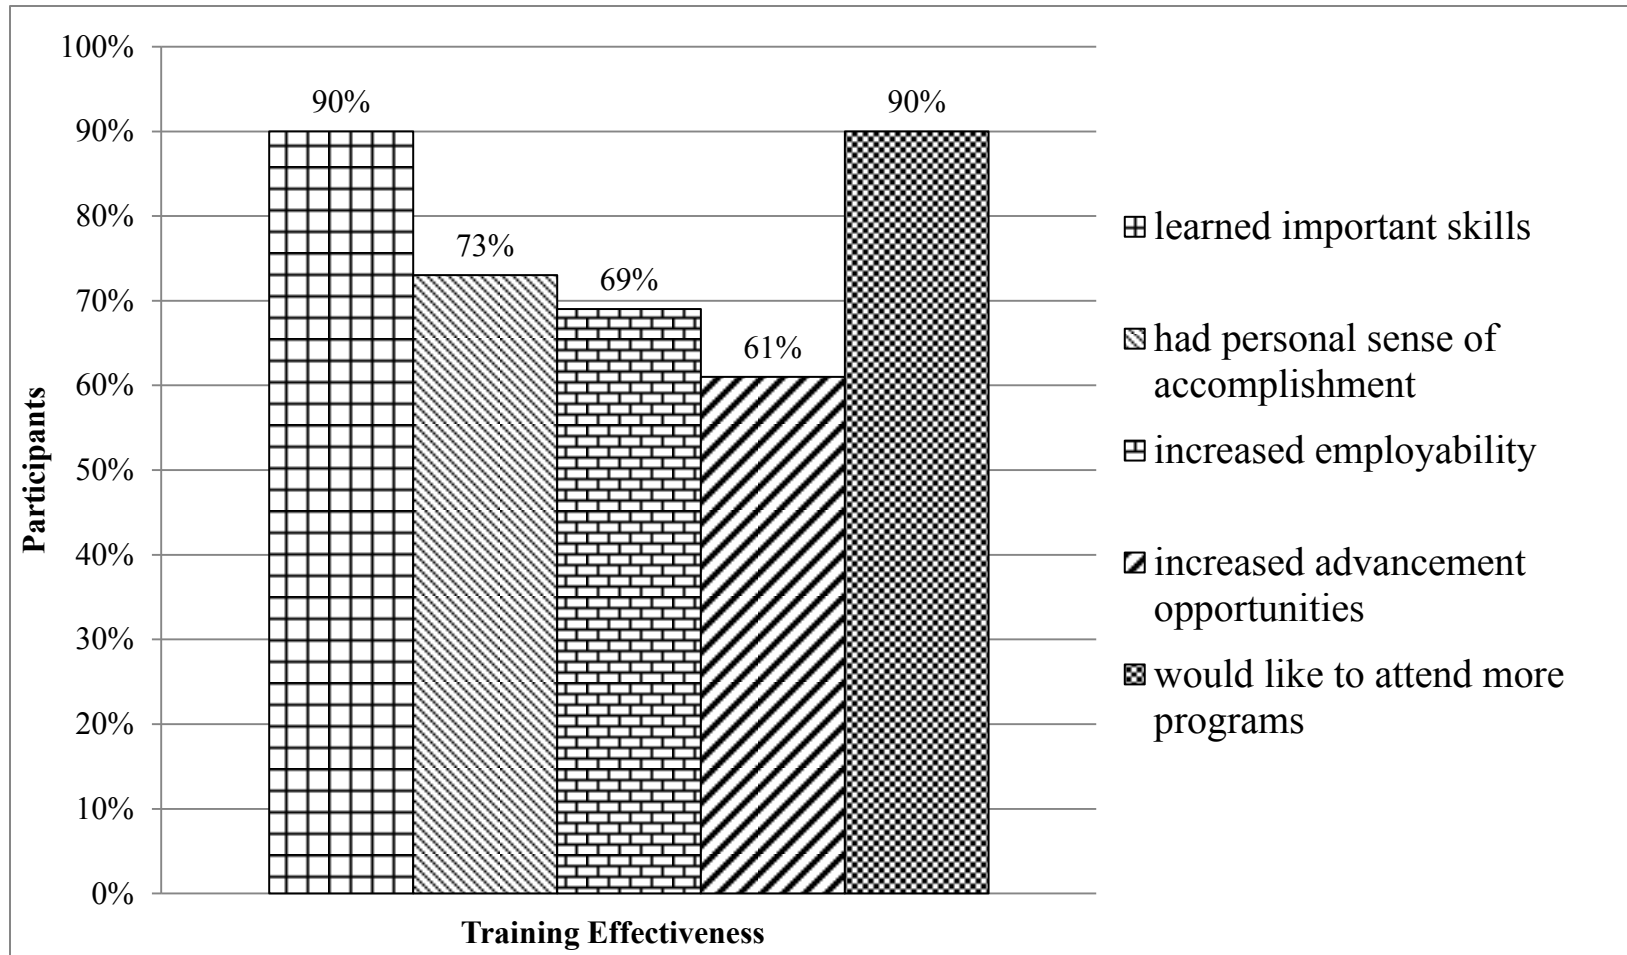 100%
90%
80%
70%
60%
50%
40%
30%
20%
10%
0%
Participants
90%
73%
69%
61%
90%
Training Effectiveness
learned important skills
had personal sense of
accomplishment
increased employability
increased advancement
opportunities
would like to attend more
programs